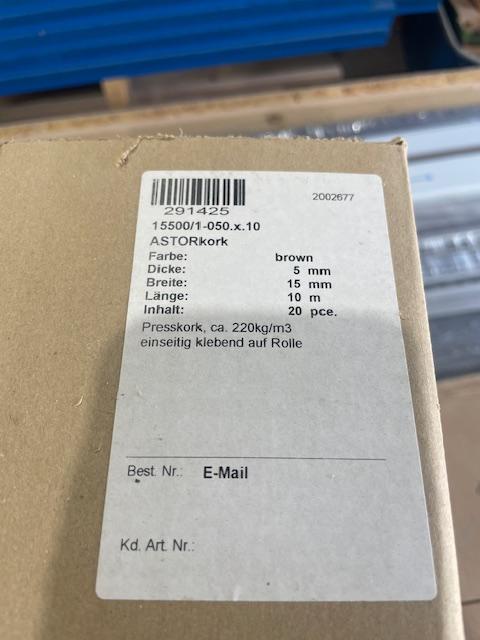 291425
2002677
15500/1-050.x.10
ASTORkork
Farbe: brown
Dicke: 5 mm
Breite: 15 mm
Länge: 10 m
Inhalt: 20 pce.
Presskork, ca. 220kg/m3
einseitig klebend auf Rolle
Best. Nr.: E-Mail
Kd. Art. Nr.: